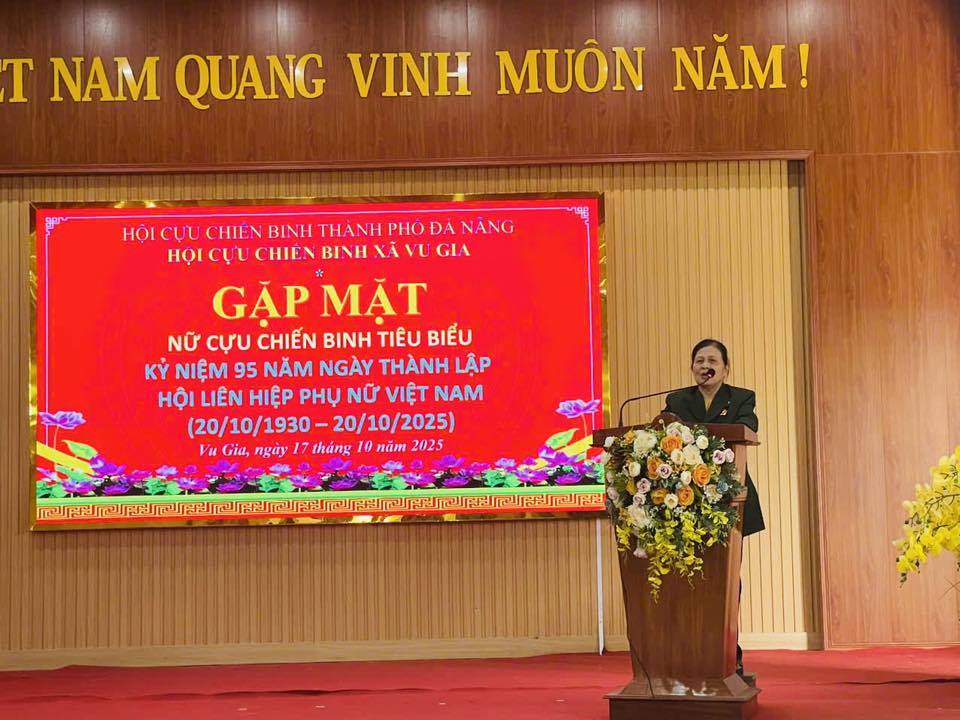 NAM QUANG VINH MUÔN NĂM!
HỘI CỰU CHIẾN BINH THÀNH PHỐ ĐÀ NẴNG
HỘI CỰU CHIẾN BINH XÃ VU GIA
*
GẶP MẶT
NỮ CỰU CHIẾN BINH TIÊU BIỂU
KỶ NIỆM 95 NĂM NGÀY THÀNH LẬP
HỘI LIÊN HIỆP PHỤ NỮ VIỆT NAM
(20/10/1930 – 20/10/2025)
Vu Gia, ngày 17 tháng 10 năm 2025